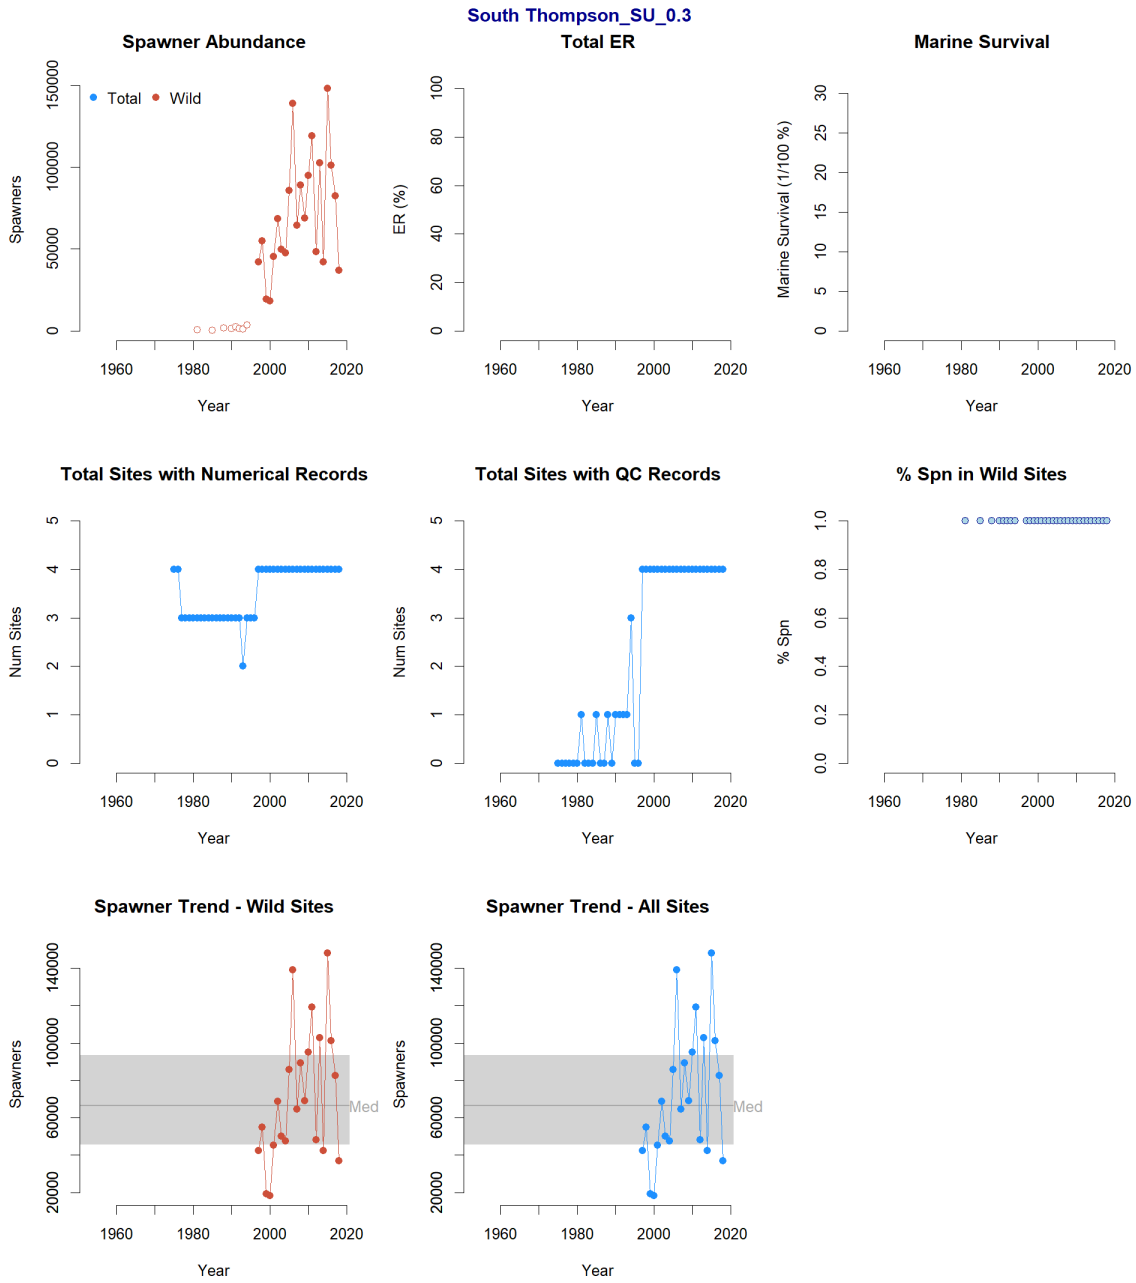 South Thompson_SU_0.3
Spawner Abundance
Total ER
Marine Survival
Total
Wild
Spawners
0
50000
100000
150000
1960
1980
2000
2020
Year
ER (%)
0
20
40
60
80
100
1960
1980
2000
2020
Year
Marine Survival (1/100 %)
0
5
10
15
20
25
30
1960
1980
2000
2020
Year
Total Sites with Numerical Records
Num Sites
0
1
2
3
4
5
1960
1980
2000
2020
Year
Total Sites with QC Records
Num Sites
0
1
2
3
4
5
1960
1980
2000
2020
Year
% Spn in Wild Sites
% Spn
0.0
0.2
0.4
0.6
0.8
1.0
1960
1980
2000
2020
Year
Spawner Trend - Wild Sites
Spawners
20000
60000
100000
140000
Med
1960
1980
2000
2020
Year
Spawner Trend - All Sites
Spawners
20000
60000
100000
140000
Med
1960
1980
2000
2020
Year